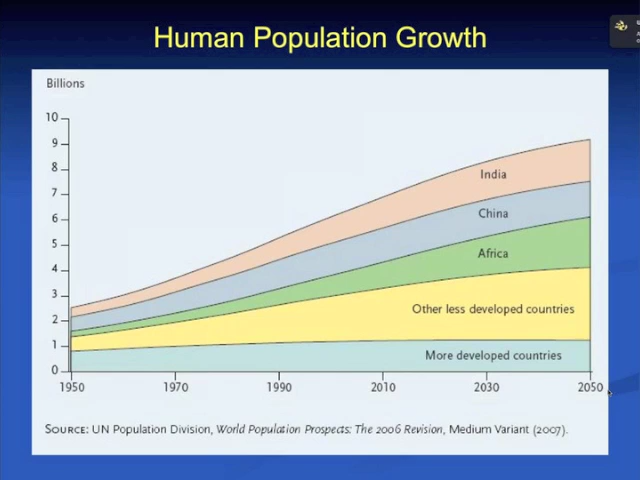 Human Population Growth
Billions
10
9
8
7
6
5
4
3
2
1
0
India
China
Africa
Other less developed countries
More developed countries
1950 1970 1990 2010 2030 2050
SOURCE: UN Population Division, World Population Prospects: The 2006 Revision, Medium Variant (2007).